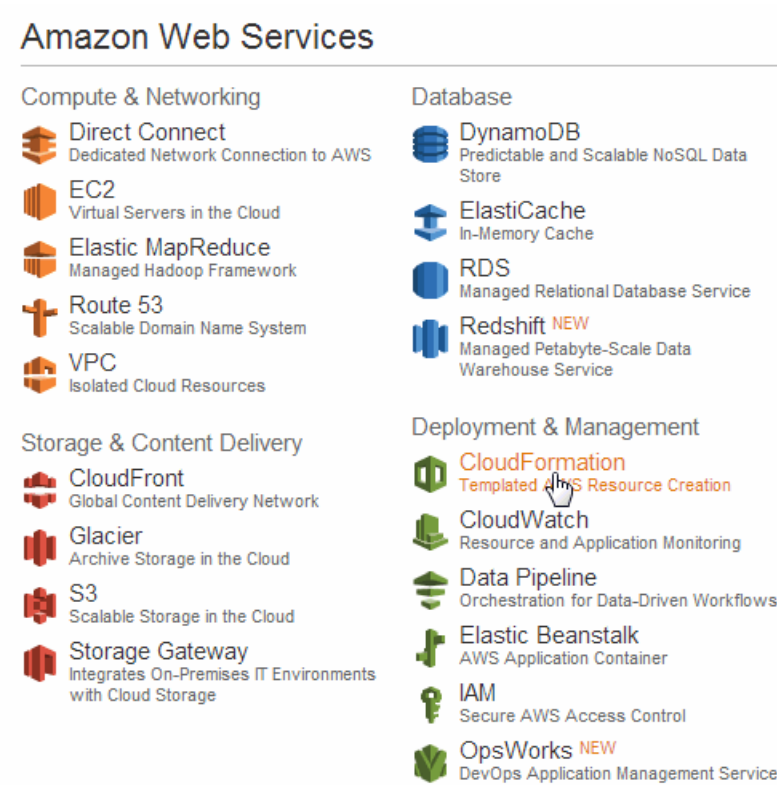 Amazon Web Services
Compute & Networking
Direct Connect
Dedicated Network Connection to AWS
EC2
Virtual Servers in the Cloud
Elastic MapReduce
Managed Hadoop Framework
Route 53
Scalable Domain Name System
VPC
Isolated Cloud Resources
Storage & Content Delivery
CloudFront
Global Content Delivery Network
Glacier
Archive Storage in the Cloud
S3
Scalable Storage in the Cloud
Storage Gateway
Integrates On-Premises IT Environments
with Cloud Storage
Database
DynamoDB
Predictable and Scalable NoSQL Data
Store
ElastiCache
In-Memory Cache
RDS
Managed Relational Database Service
Redshift NEW
Managed Petabyte-Scale Data
Warehouse Service
Deployment & Management
CloudFormation
Templated AWS Resource Creation
CloudWatch
Resource and Application Monitoring
Data Pipeline
Orchestration for Data-Driven Workflows
Elastic Beanstalk
AWS Application Container
IAM
Secure AWS Access Control
OpsWorks NEW
DevOps Application Management Service